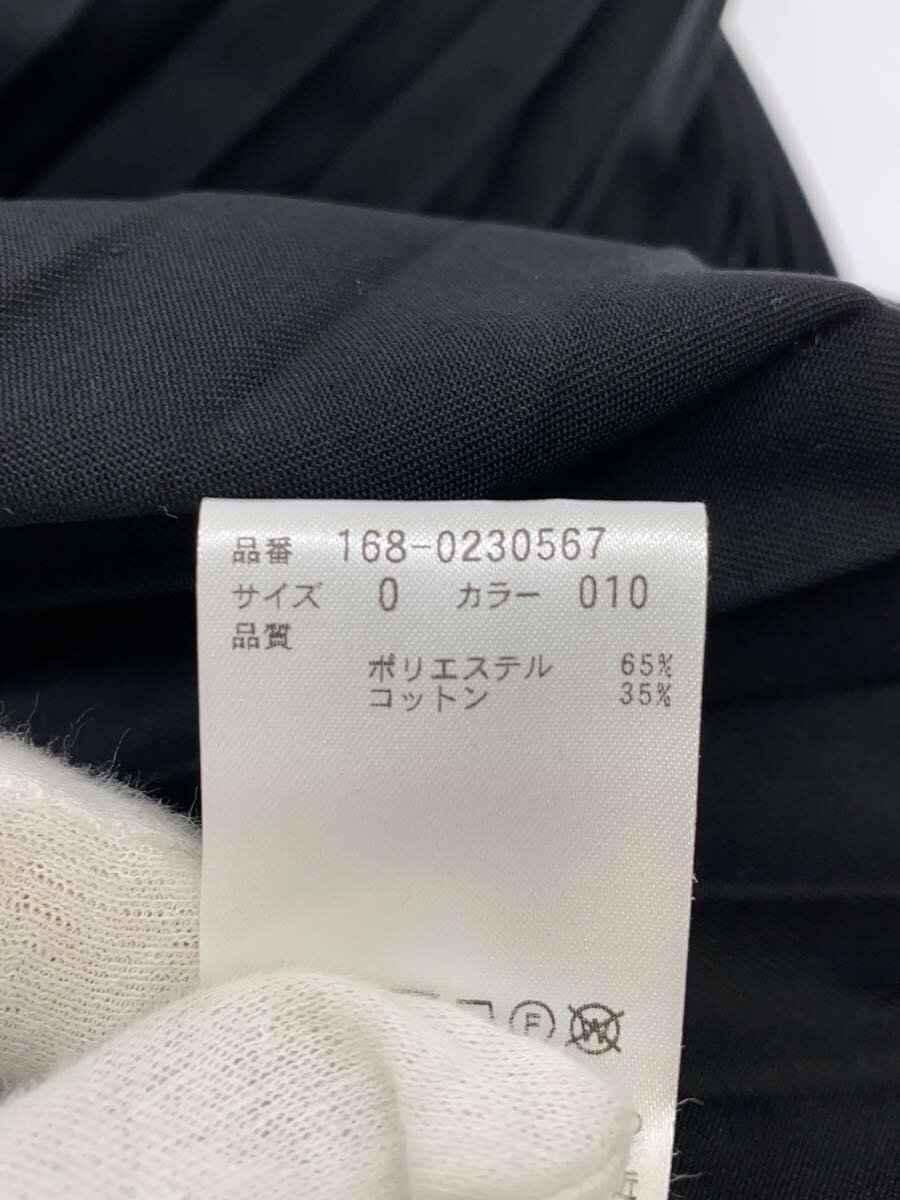 品番 168-0230567
サイズ 0 カラー 010
品質
ポリエステル 65%
コットン 35%
F W